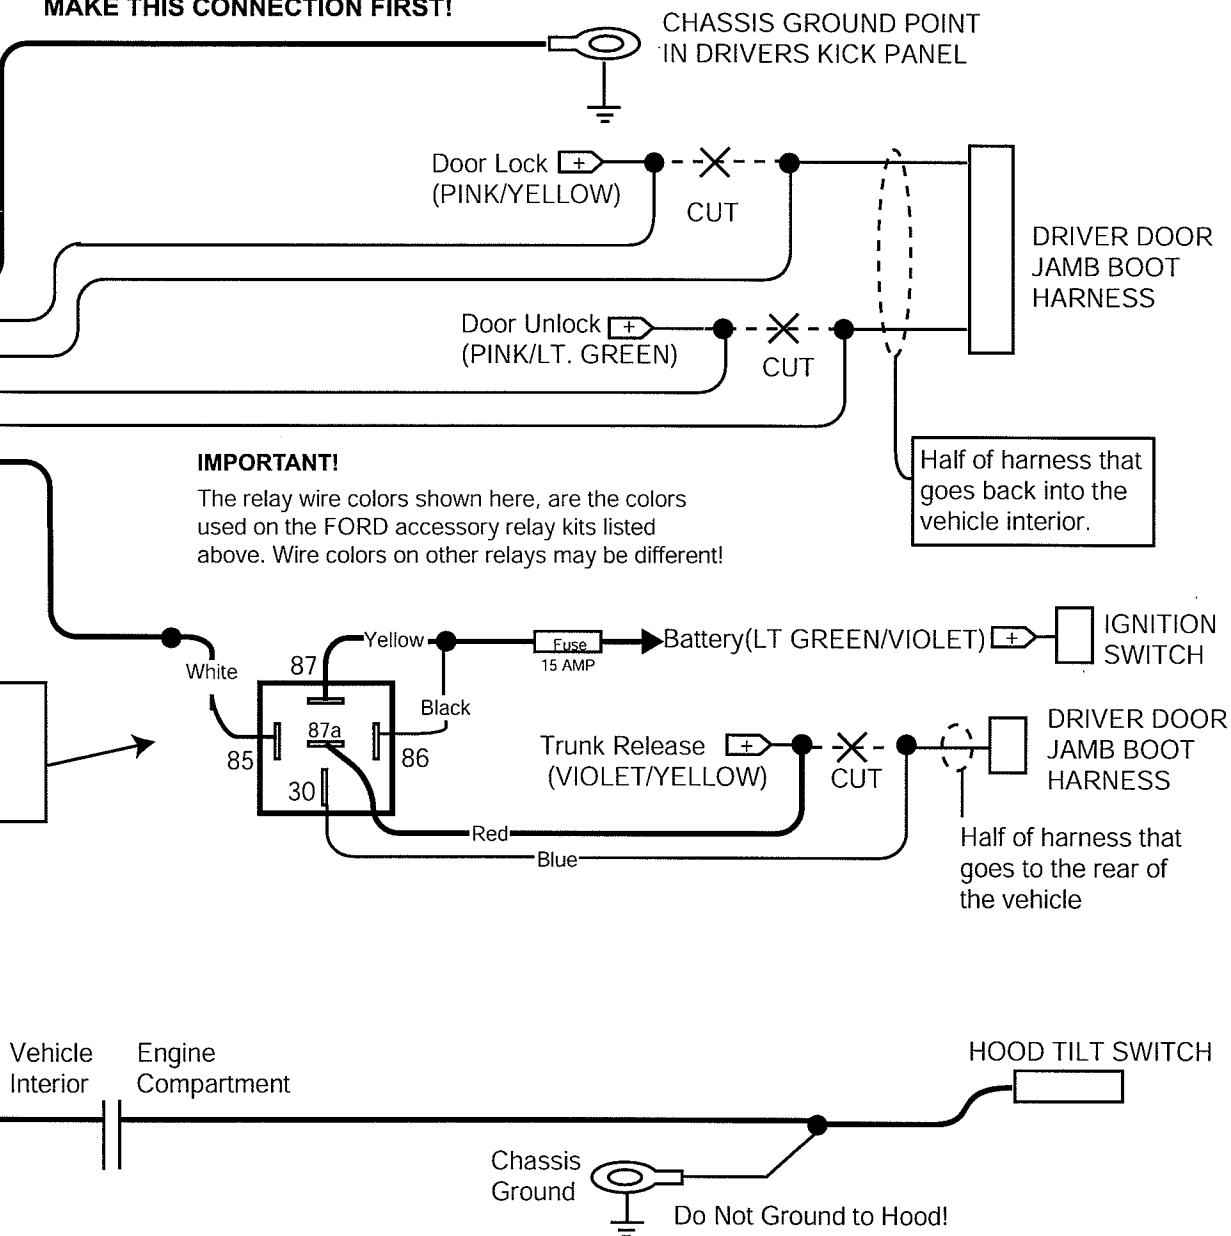 MAKE THIS CONNECTION FIRST!
CHASSIS GROUND POINT
IN DRIVERS KICK PANEL
Door Lock +
(PINK/YELLOW)
CUT
DRIVER DOOR
JAMB BOOT
HARNESS
Door Unlock +
(PINK/LT. GREEN)
CUT
IMPORTANT!
The relay wire colors shown here, are the colors
used on the FORD accessory relay kits listed
above. Wire colors on other relays may be different!
Half of harness that
goes back into the
vehicle interior.
White
87
Yellow
Fuse
15 AMP
Battery(LT GREEN/VIOLET) +
IGNITION
SWITCH
Black
87a
85
86
30
Trunk Release +
(VIOLET/YELLOW)
CUT
DRIVER DOOR
JAMB BOOT
HARNESS
Red
Blue
Half of harness that
goes to the rear of
the vehicle
Vehicle
Interior
Engine
Compartment
HOOD TILT SWITCH
Chassis
Ground
Do Not Ground to Hood!